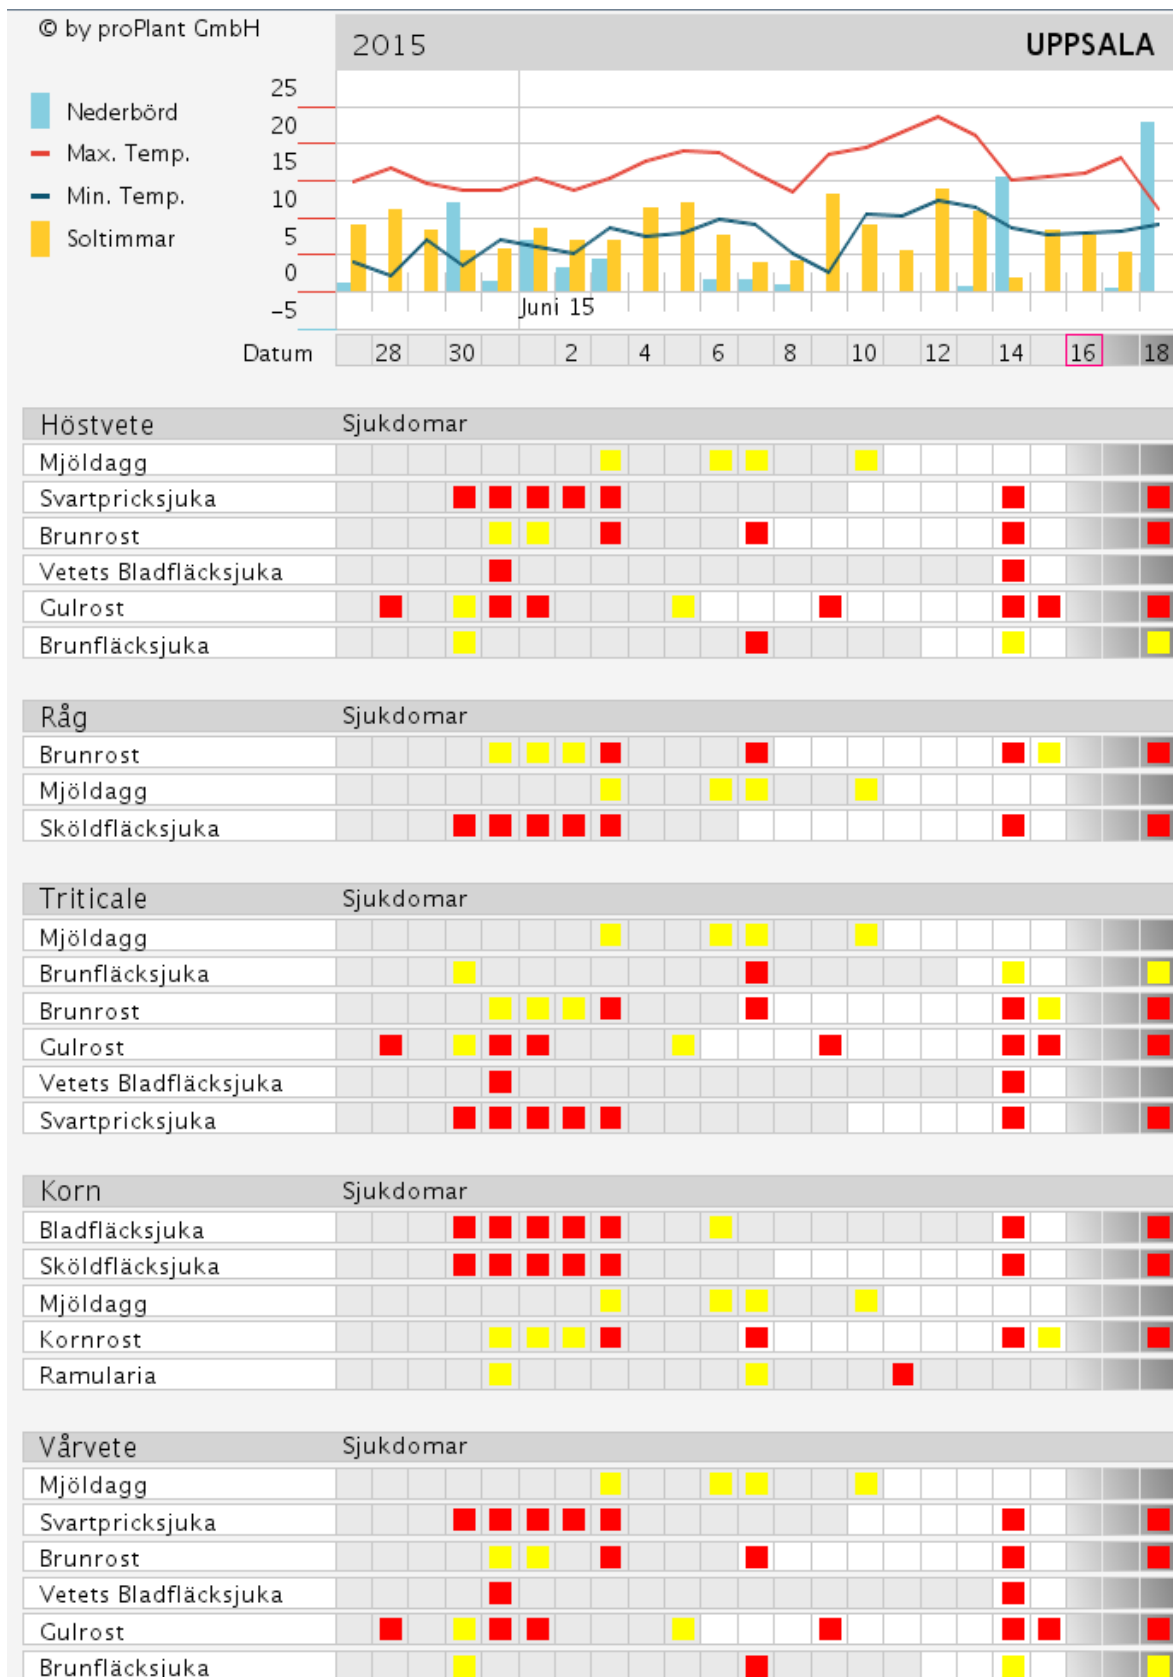 © by proPlant GmbH
2015 UPPSALA
25
Nederbörd
20
Max. Temp.
15
Min. Temp.
10
Soltimmar
5
0
-5
Juni 15
Datum 28 30 2 4 6 8 10 12 14 16 18
Höstvete Sjukdomar
Mjöldagg
Svartpricksjuka
Brunrost
Vetets Bladfläcksjuka
Gulrost
Brunfläcksjuka
Råg Sjukdomar
Brunrost
Mjöldagg
Sköldfläcksjuka
Triticale Sjukdomar
Mjöldagg
Brunfläcksjuka
Brunrost
Gulrost
Vetets Bladfläcksjuka
Svartpricksjuka
Korn Sjukdomar
Bladfläcksjuka
Sköldfläcksjuka
Mjöldagg
Kornrost
Ramularia
Vårvete Sjukdomar
Mjöldagg
Svartpricksjuka
Brunrost
Vetets Bladfläcksjuka
Gulrost
Brunfläcksjuka